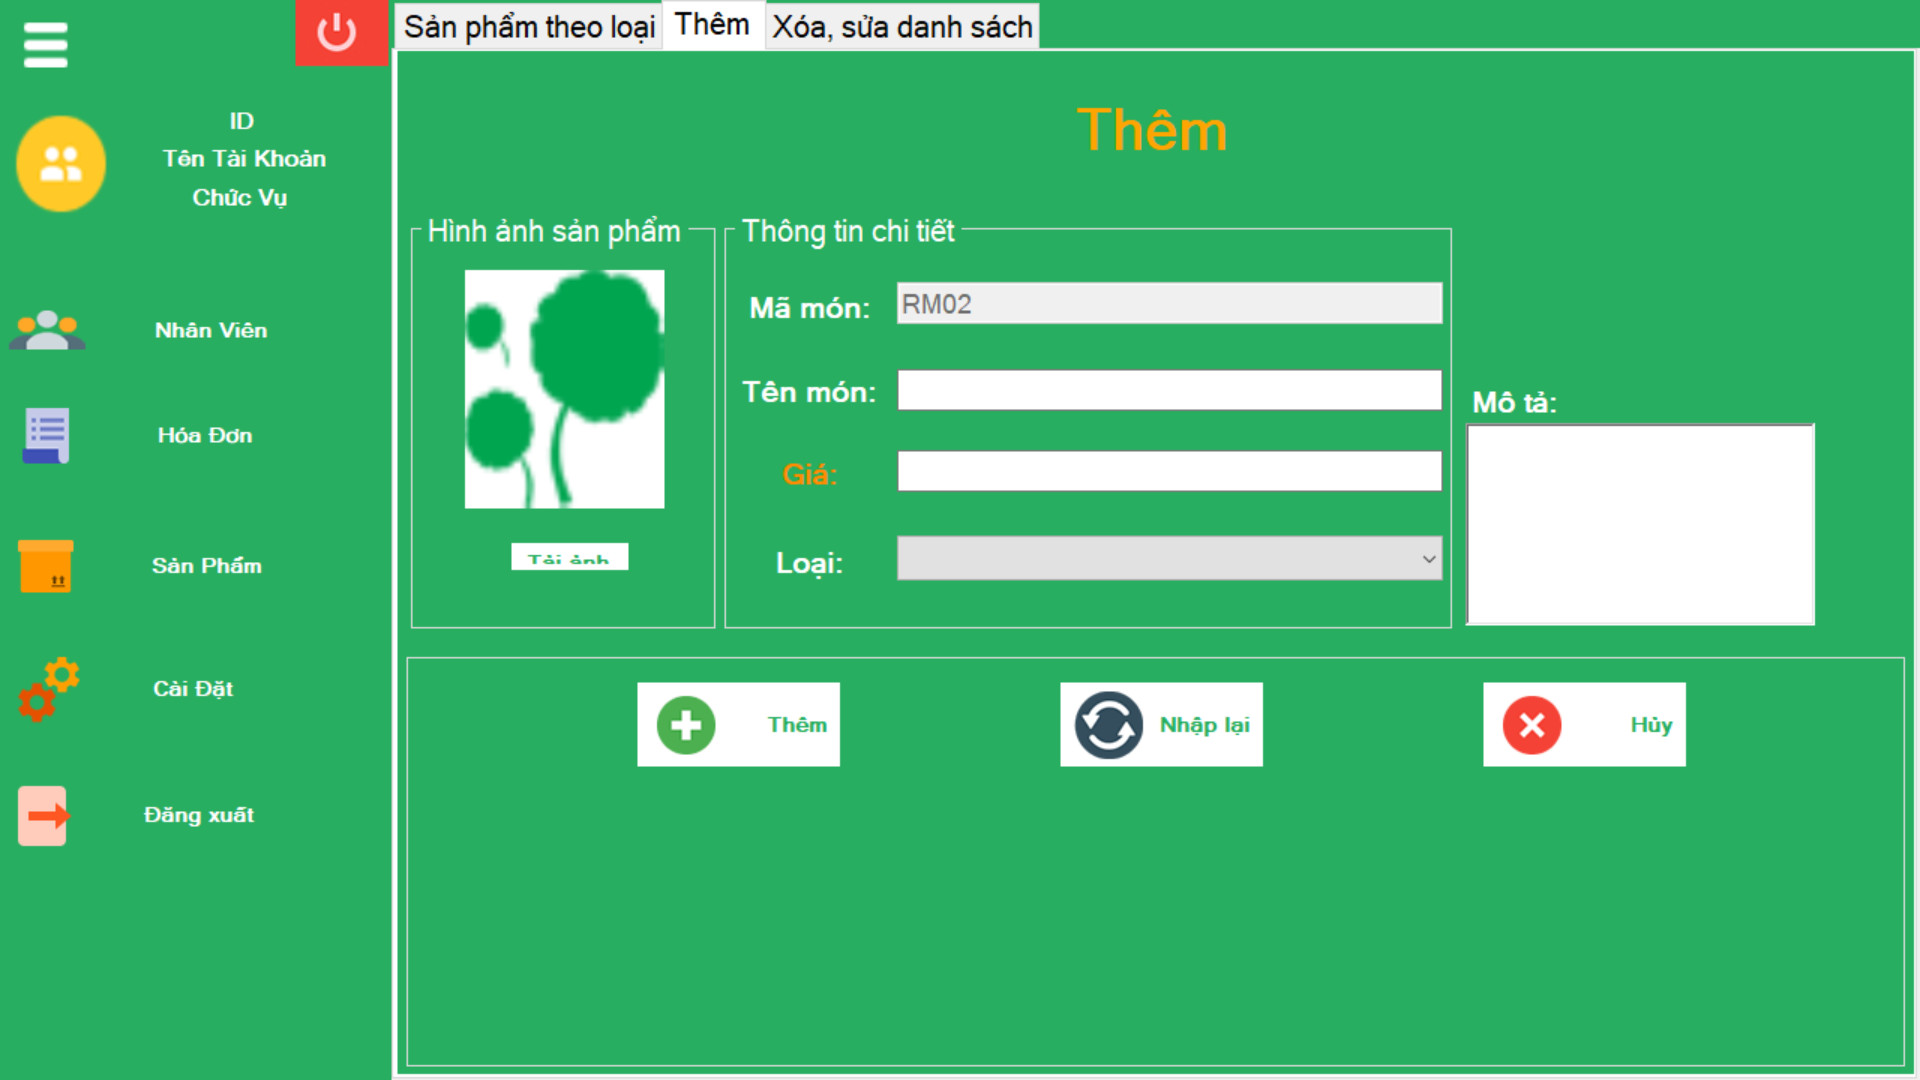 Sản phẩm theo loại
Thêm
Xóa, sửa danh sách
ID
Tên Tài Khoản
Chức Vụ
Nhân Viên
Hóa Đơn
Sản Phẩm
Cài Đặt
Đăng xuất
Thêm
Hình ảnh sản phẩm
Tải ảnh
Thông tin chi tiết
Mã món:
RM02
Tên món:
Giá:
Loại:
Mô tả:
Thêm
Nhập lại
Hủy